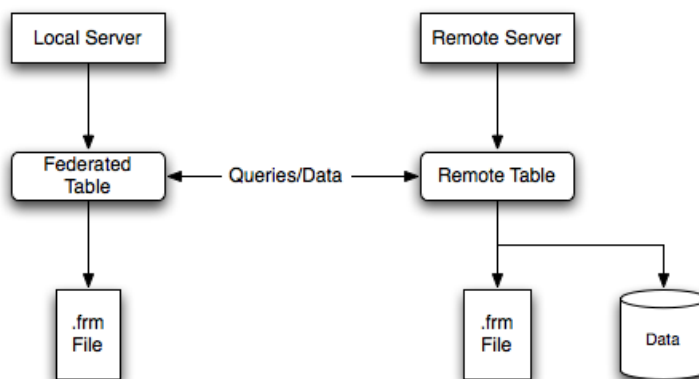 Local Server
Remote Server
Federated
Table
Queries/Data
Remote Table
.frm
File
.frm
File
Data